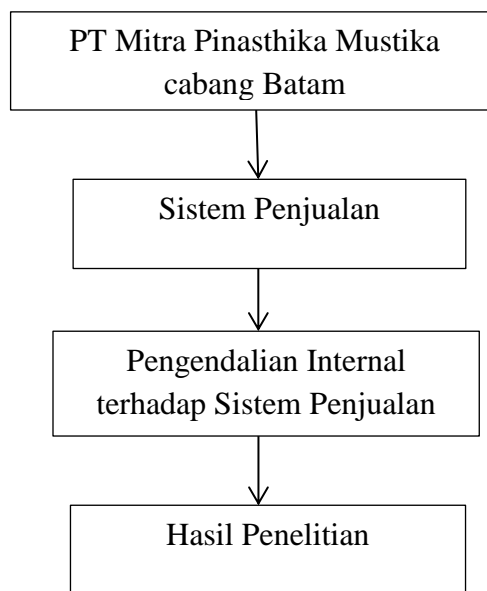 PT Mitra Pinasthika Mustika
cabang Batam
Sistem Penjualan
Pengendalian Internal
terhadap Sistem Penjualan
Hasil Penelitian